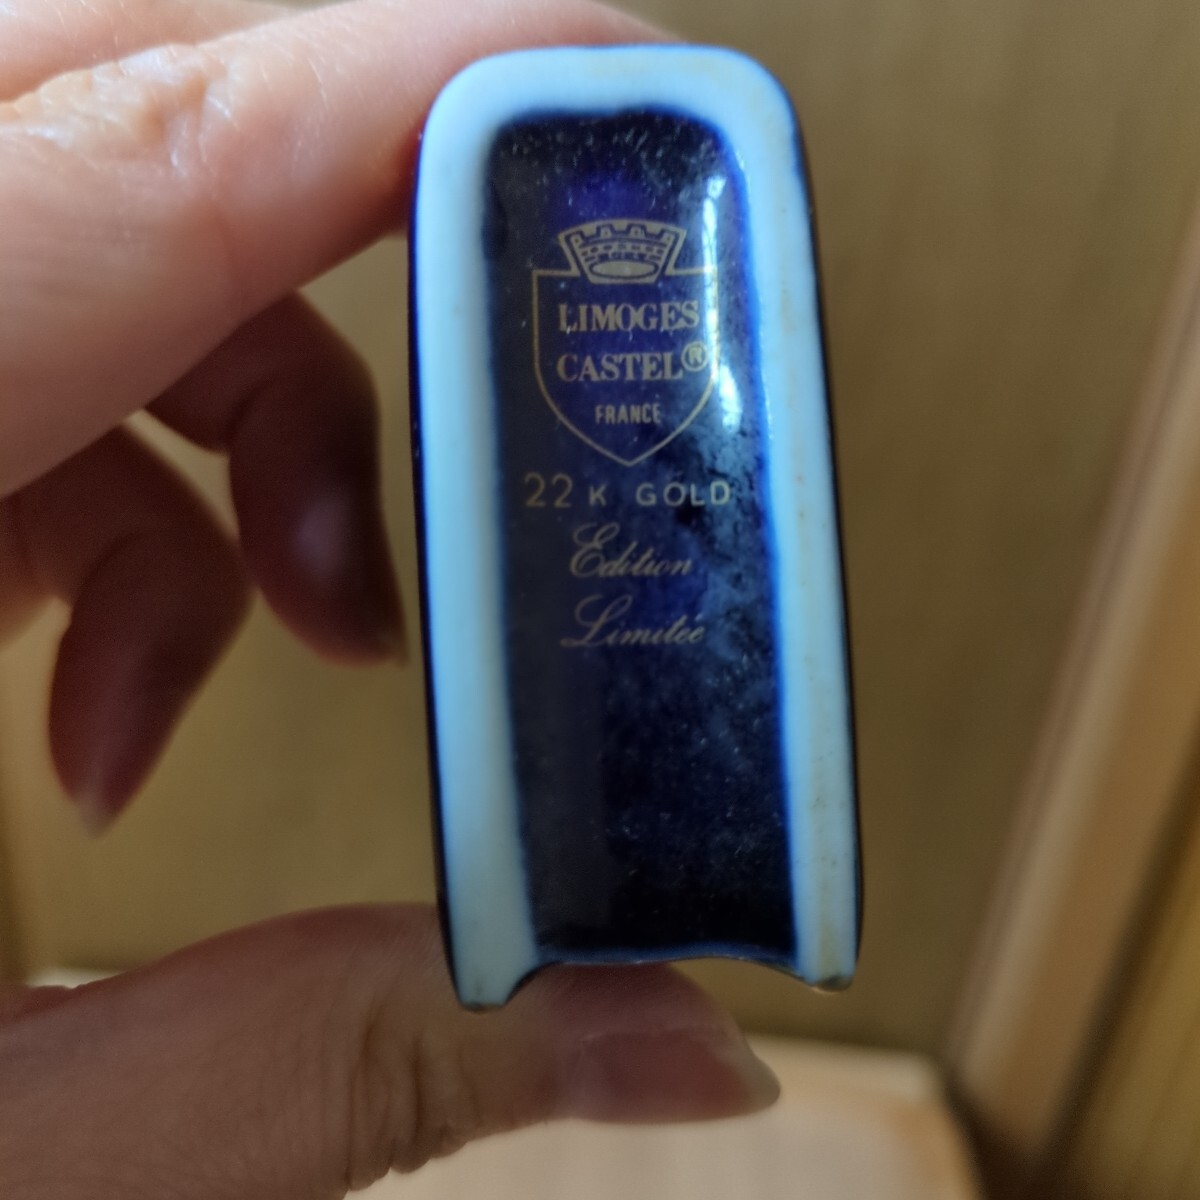 LIMOGES
CASTEL®
FRANCE
22 K GOLD
Edition
Limitée